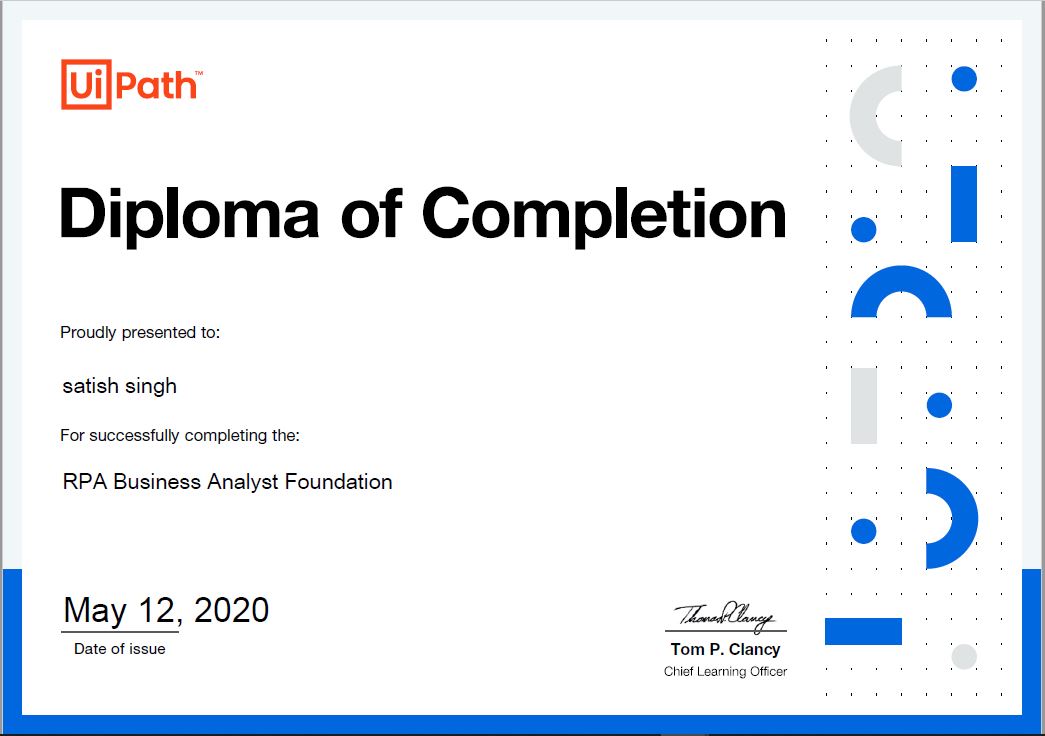 UiPath™
Diploma of Completion
Proudly presented to:
satish singh
For successfully completing the:
RPA Business Analyst Foundation
May 12, 2020
Date of issue
Thomas P. Clancy
Tom P. Clancy
Chief Learning Officer